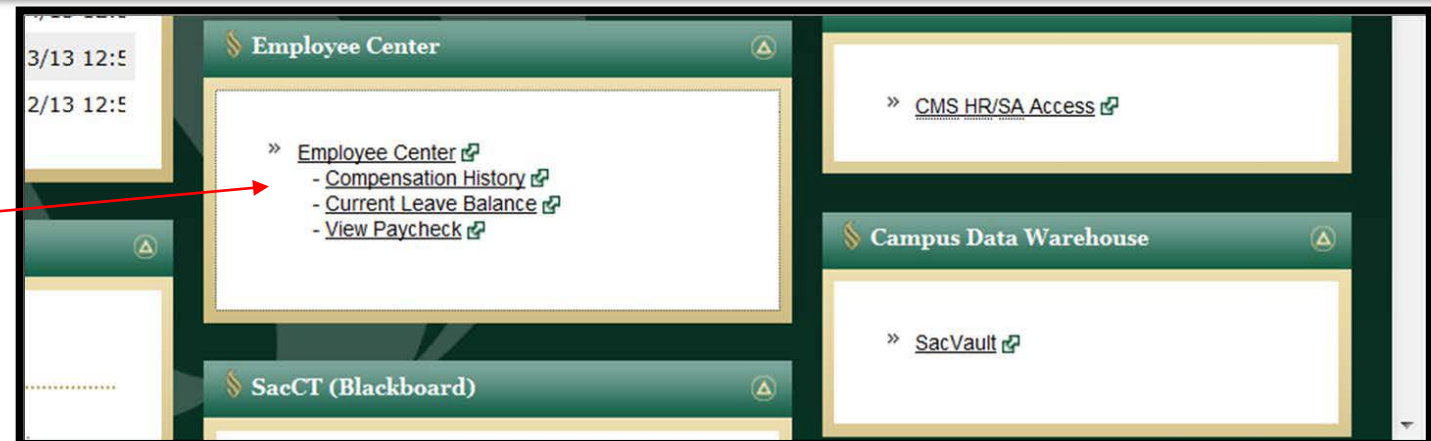 3/13 12:5
2/13 12:5
Employee Center
» Employee Center
- Compensation History
- Current Leave Balance
- View Paycheck
SacCT (Blackboard)
» CMS HR/SA Access
Campus Data Warehouse
» SacVault